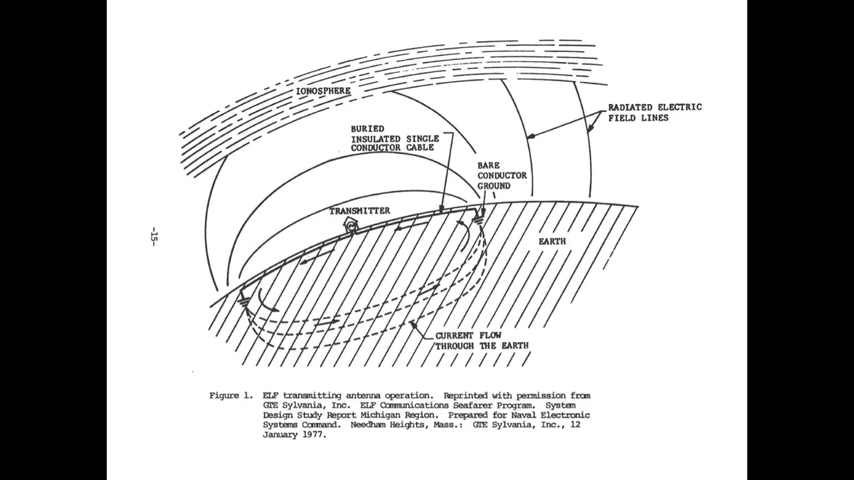 IONOSPHERE
RADIATED ELECTRIC
FIELD LINES
BURIED
INSULATED SINGLE
CONDUCTOR CABLE
BARE
CONDUCTOR
GROUND
TRANSMITTER
EARTH
-15-
CURRENT FLOW
THROUGH THE EARTH
Figure 1. ELF transmitting antenna operation. Reprinted with permission from
GTE Sylvania, Inc. ELF Communications Seafarer Program. System
Design Study Report Michigan Region. Prepared for Naval Electronic
Systems Command. Needham Heights, Mass.: GTE Sylvania, Inc., 12
January 1977.